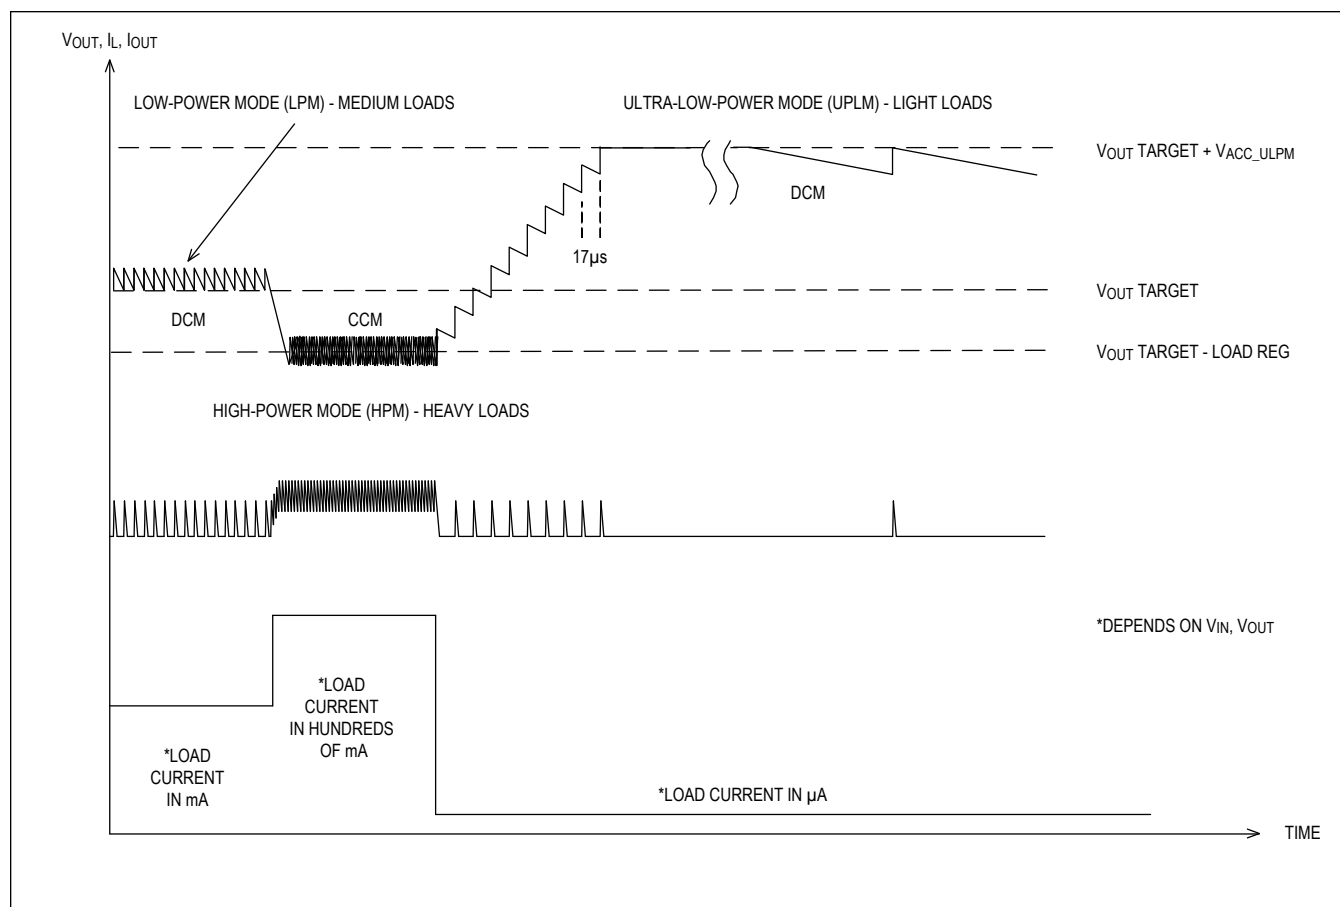 VOUT, IL, IOUT
LOW-POWER MODE (LPM) - MEDIUM LOADS
ULTRA-LOW-POWER MODE (UPLM) - LIGHT LOADS
VOUT TARGET + VACC_ULPM
DCM
17µs
VOUT TARGET
DCM
CCM
VOUT TARGET - LOAD REG
HIGH-POWER MODE (HPM) - HEAVY LOADS
*DEPENDS ON VIN, VOUT
*LOAD
CURRENT
IN HUNDREDS
OF mA
*LOAD
CURRENT
IN mA
*LOAD CURRENT IN µA
TIME